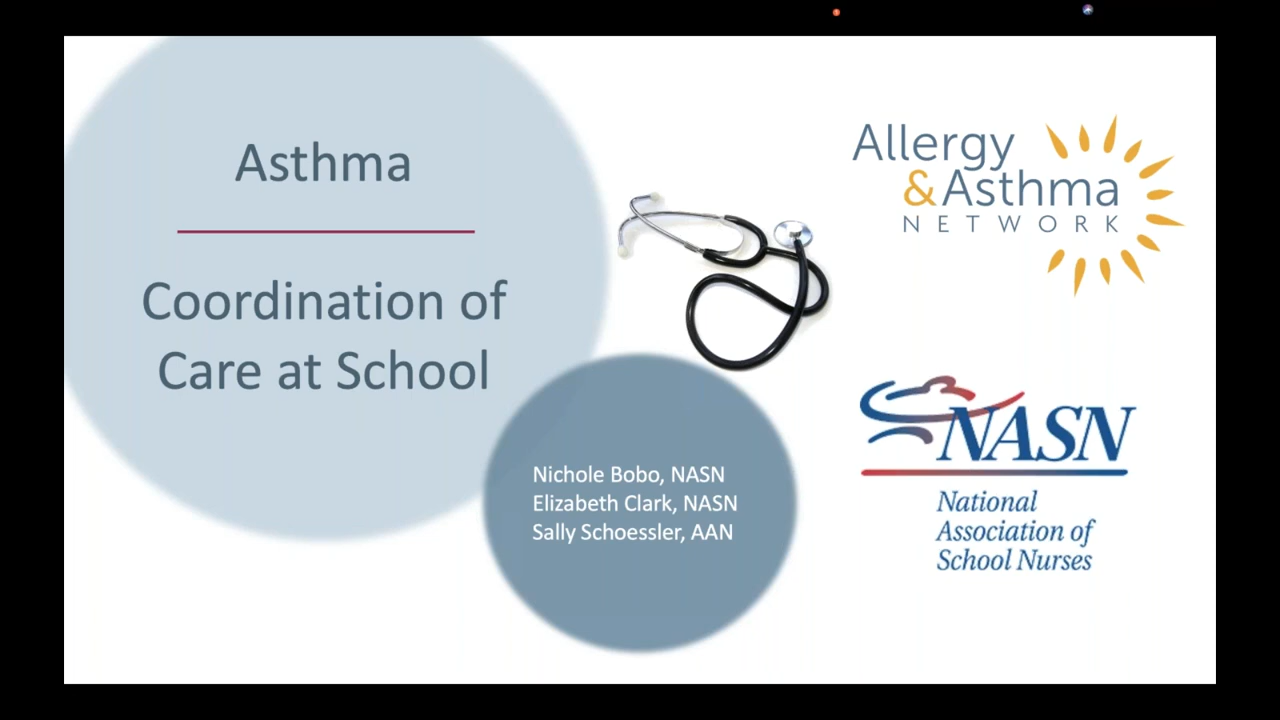 Asthma
Coordination of
Care at School
Nichole Bobo, NASN
Elizabeth Clark, NASN
Sally Schoessler, AAN
Allergy
&Asthma
NETWORK
NASN
National
Association of
School Nurses